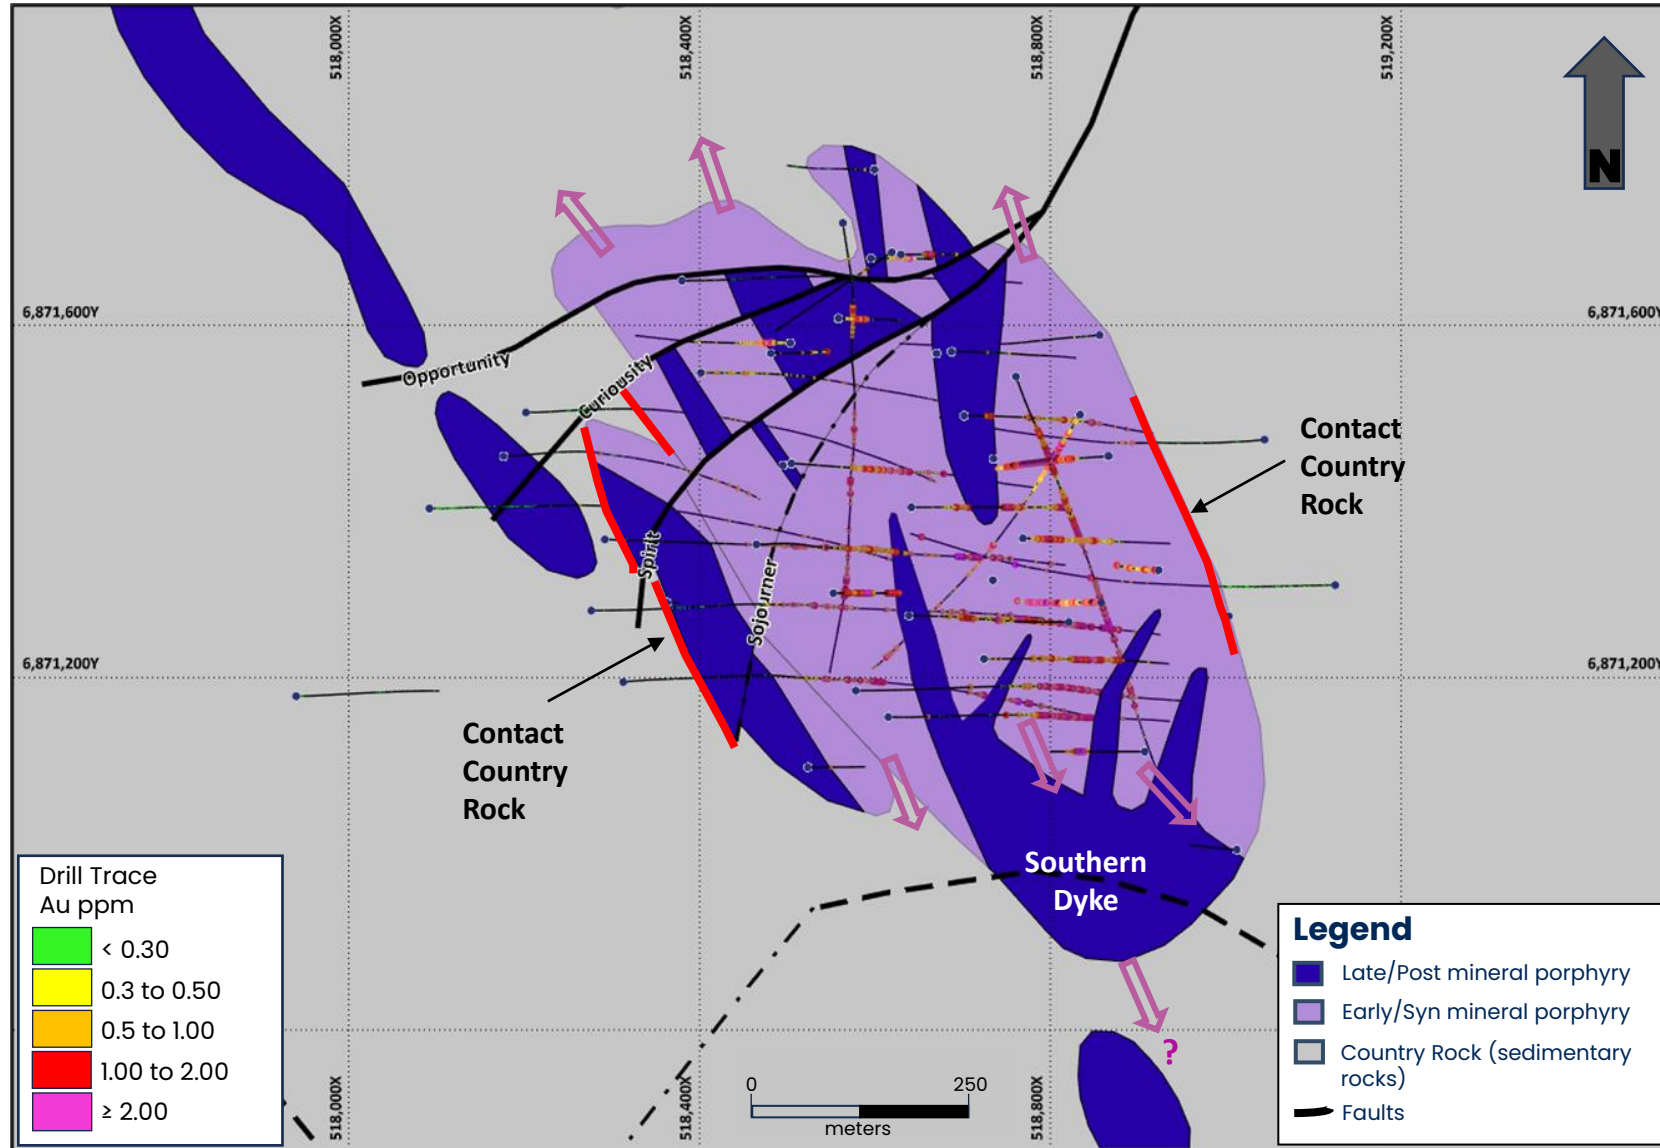 518,000X
518,400X
518,800X
519,200X
N
6,871,600Y
6,871,600Y
Opportunity
Curiousity
Contact
Country
Rock
Spirit
Sojourner
6,871,200Y
6,871,200Y
Contact
Country
Rock
Southern
Dyke
Drill Trace
Au ppm
< 0.30
0.3 to 0.50
0.5 to 1.00
1.00 to 2.00
≥ 2.00
Legend
Late/Post mineral porphyry
Early/Syn mineral porphyry
Country Rock (sedimentary
rocks)
Faults
?
0 250
meters
518,000X
518,400X
518,800X